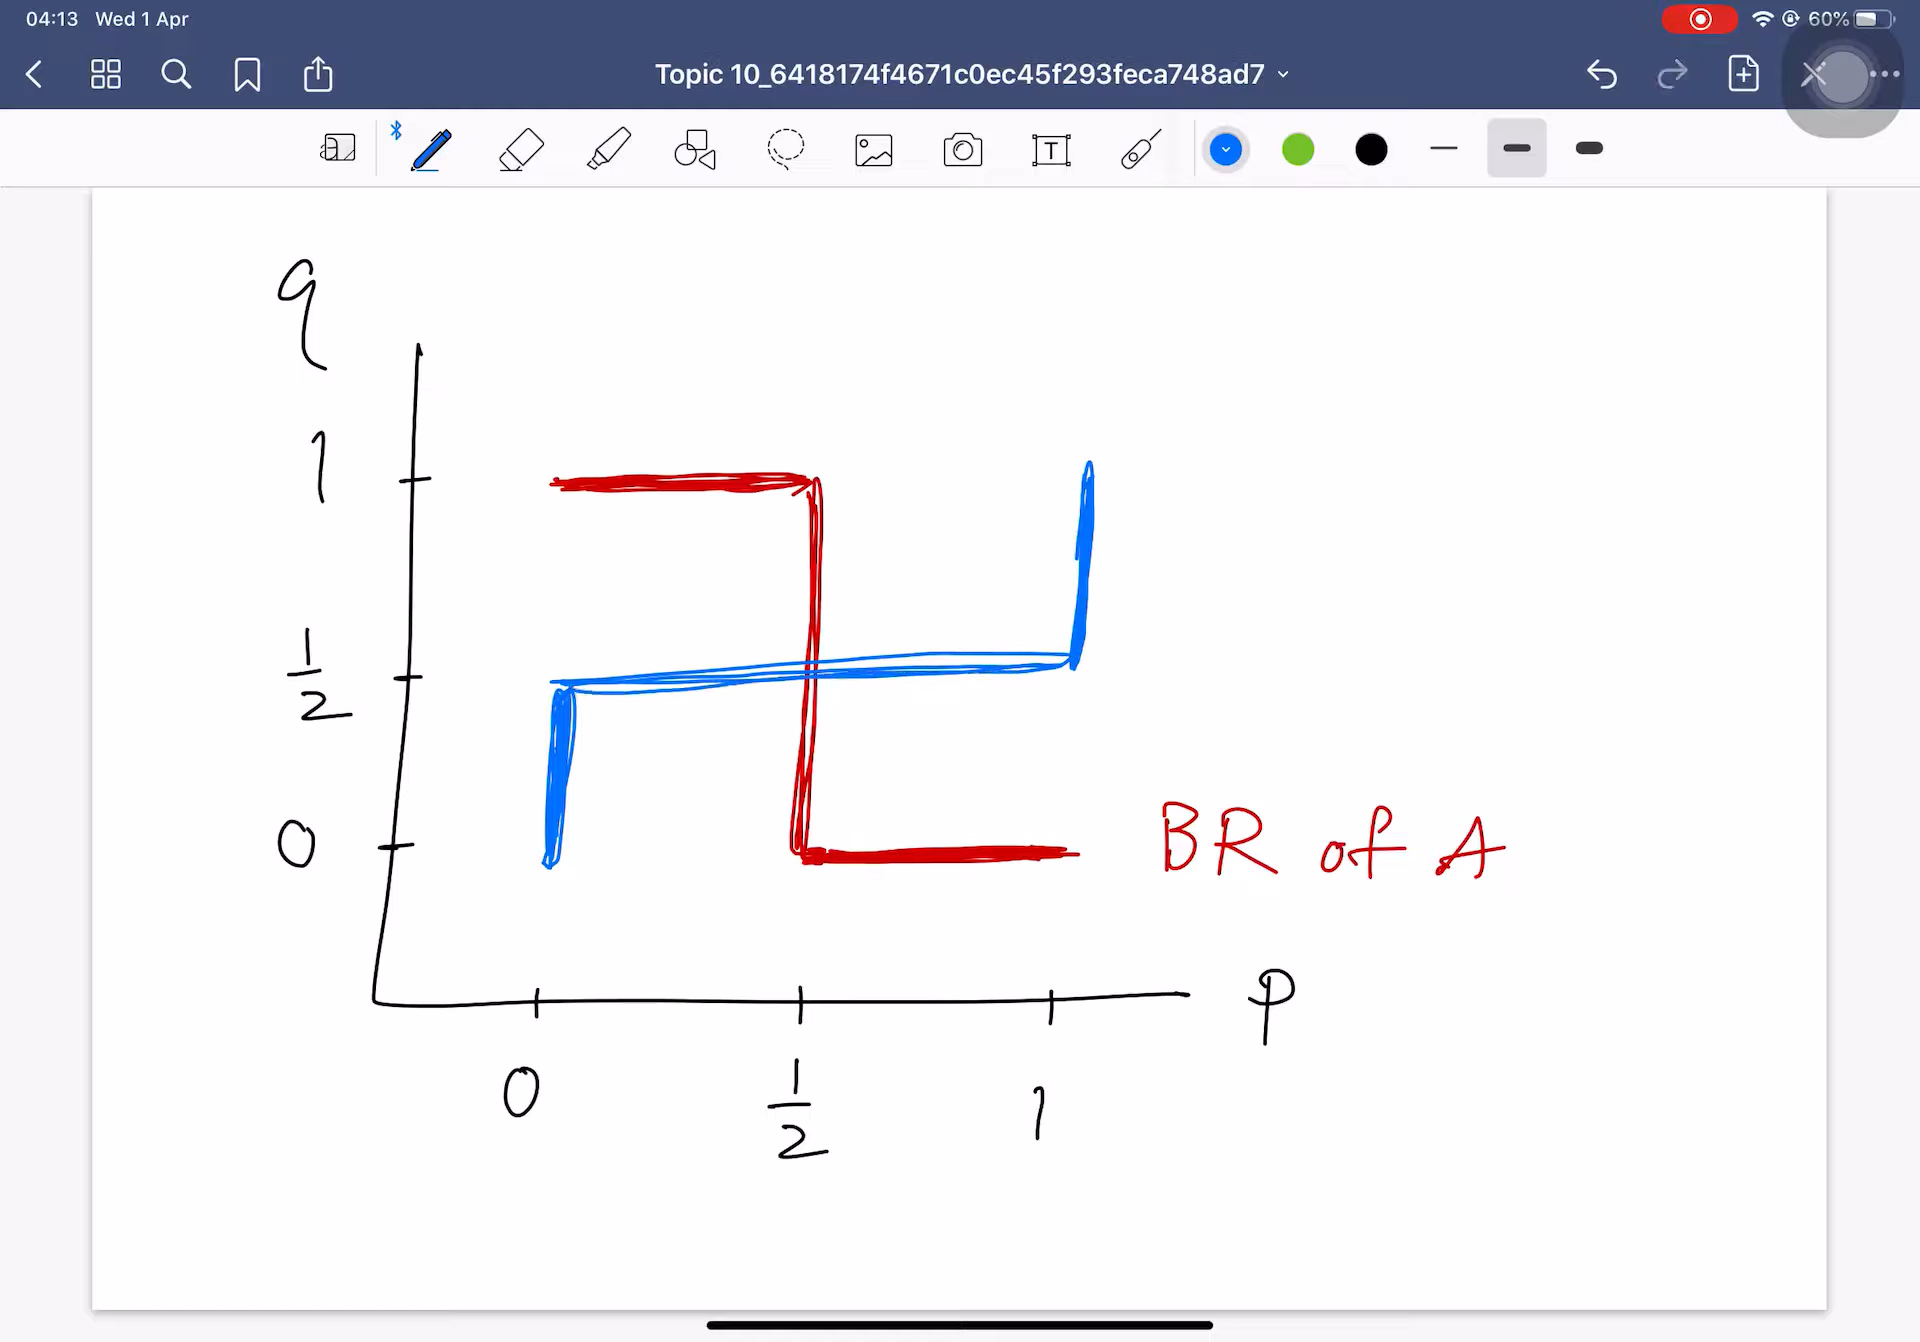 04:13 Wed 1 Apr
60%
Topic 10_6418174f4671c0ec45f293feca748ad7
a
T
q
1
1
2
0
BR of A
P
0
1
2
1